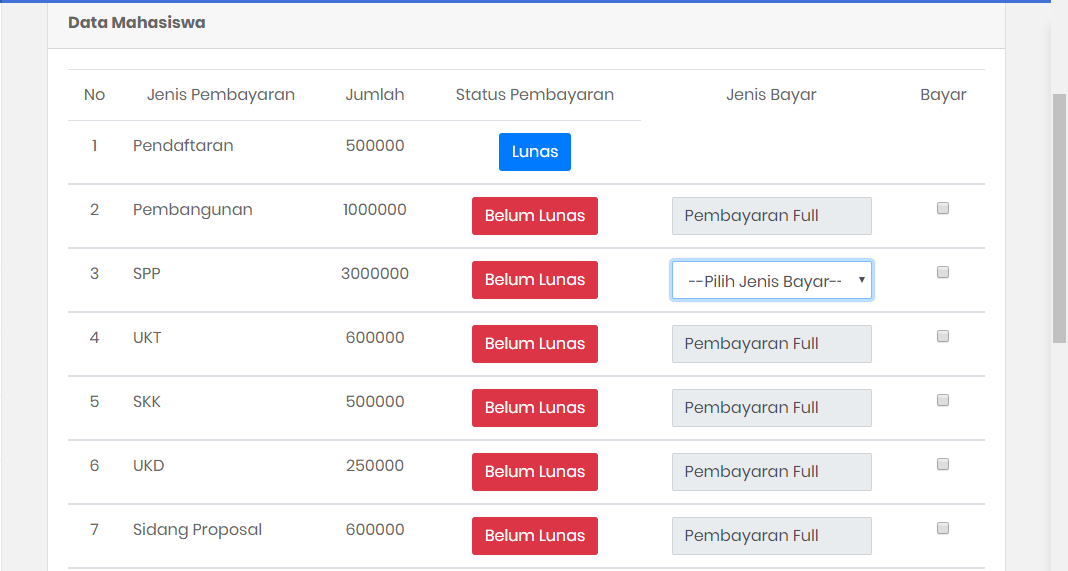 Data Mahasiswa
No Jenis Pembayaran Jumlah Status Pembayaran Jenis Bayar Bayar
1 Pendaftaran 500000 Lunas
2 Pembangunan 1000000 Belum Lunas Pembayaran Full
3 SPP 3000000 Belum Lunas --Pilih Jenis Bayar--
4 UKT 600000 Belum Lunas Pembayaran Full
5 SKK 500000 Belum Lunas Pembayaran Full
6 UKD 250000 Belum Lunas Pembayaran Full
7 Sidang Proposal 600000 Belum Lunas Pembayaran Full